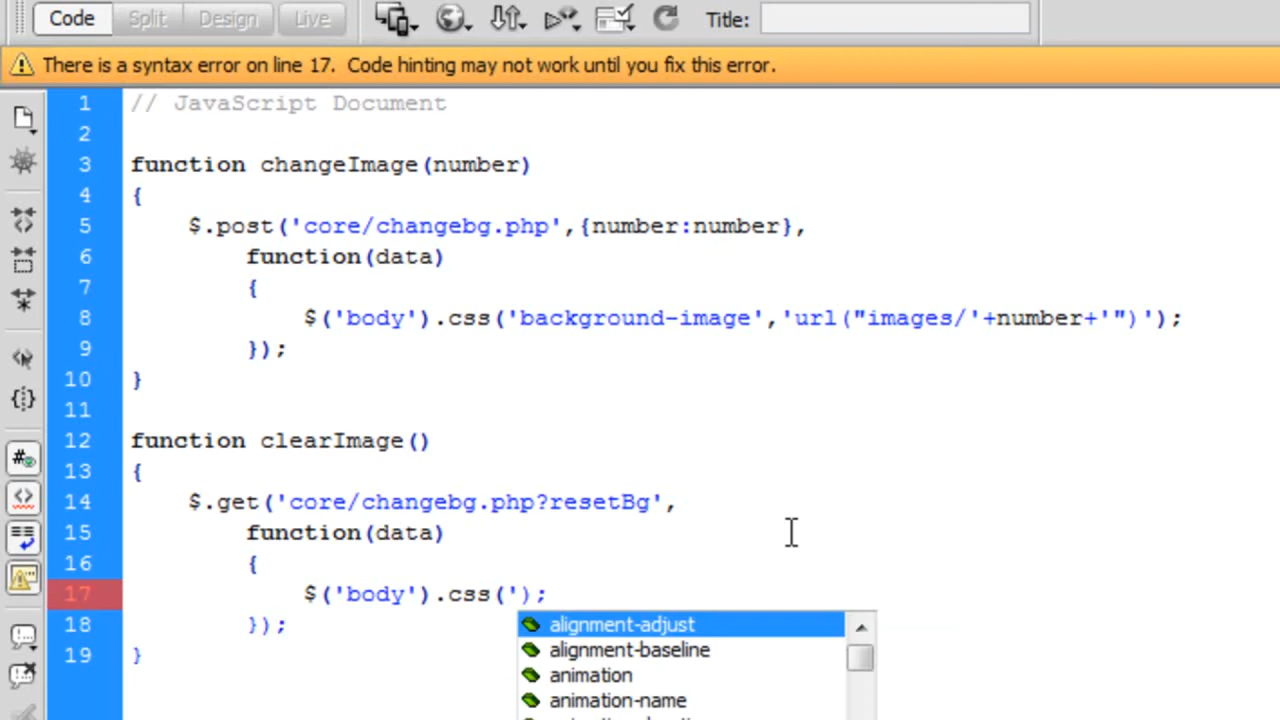 Code Split Design Live Title:
There is a syntax error on line 17. Code hinting may not work until you fix this error.
1 // JavaScript Document
2
3 function changeImage(number)
4 {
5 $.post('core/changebg.php',{number:number},
6 function(data)
7 {
8 $('body').css('background-image','url("images/'+number+'")');
9 });
10 }
11
12 function clearImage()
13 {
14 $.get('core/changebg.php?resetBg',
15 function(data)
16 {
17 $('body').css(');
18 });
19 }
alignment-adjust
alignment-baseline
animation
animation-name